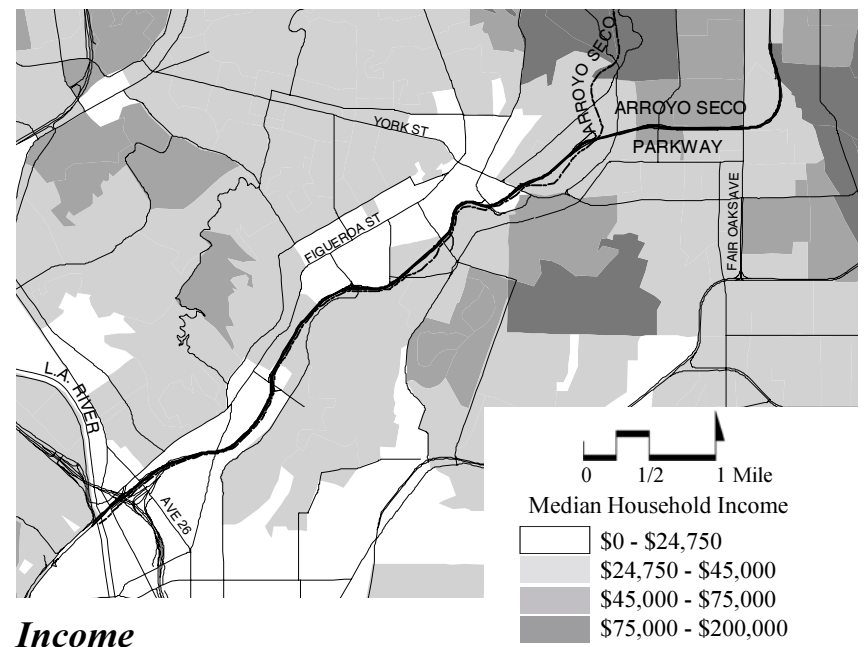 ARROYO SECO
ARROYO SECO
PARKWAY
YORK ST
FIGUEROA ST
FAIR OAKS AVE
L.A. RIVER
AVE 26
0 1/2 1 Mile
Median Household Income
$0 - $24,750
$24,750 - $45,000
$45,000 - $75,000
$75,000 - $200,000
Income